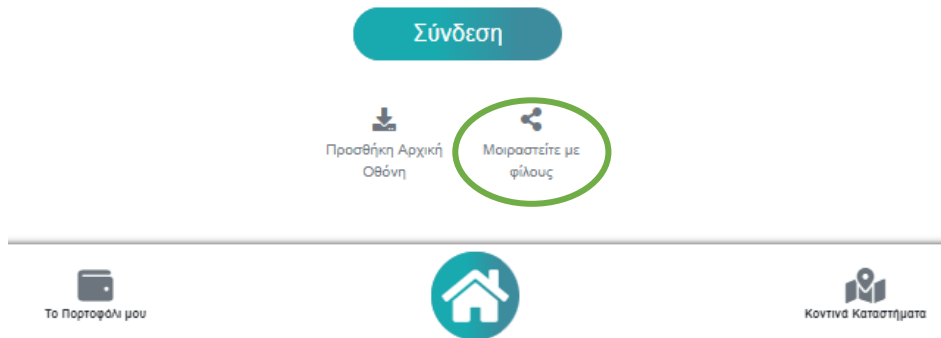 Σύνδεση
Προσθήκη Αρχική
Οθόνη
Μοιραστείτε με
φίλους
Το Πορτοφόλι μου
Κοντινά Καταστήματα